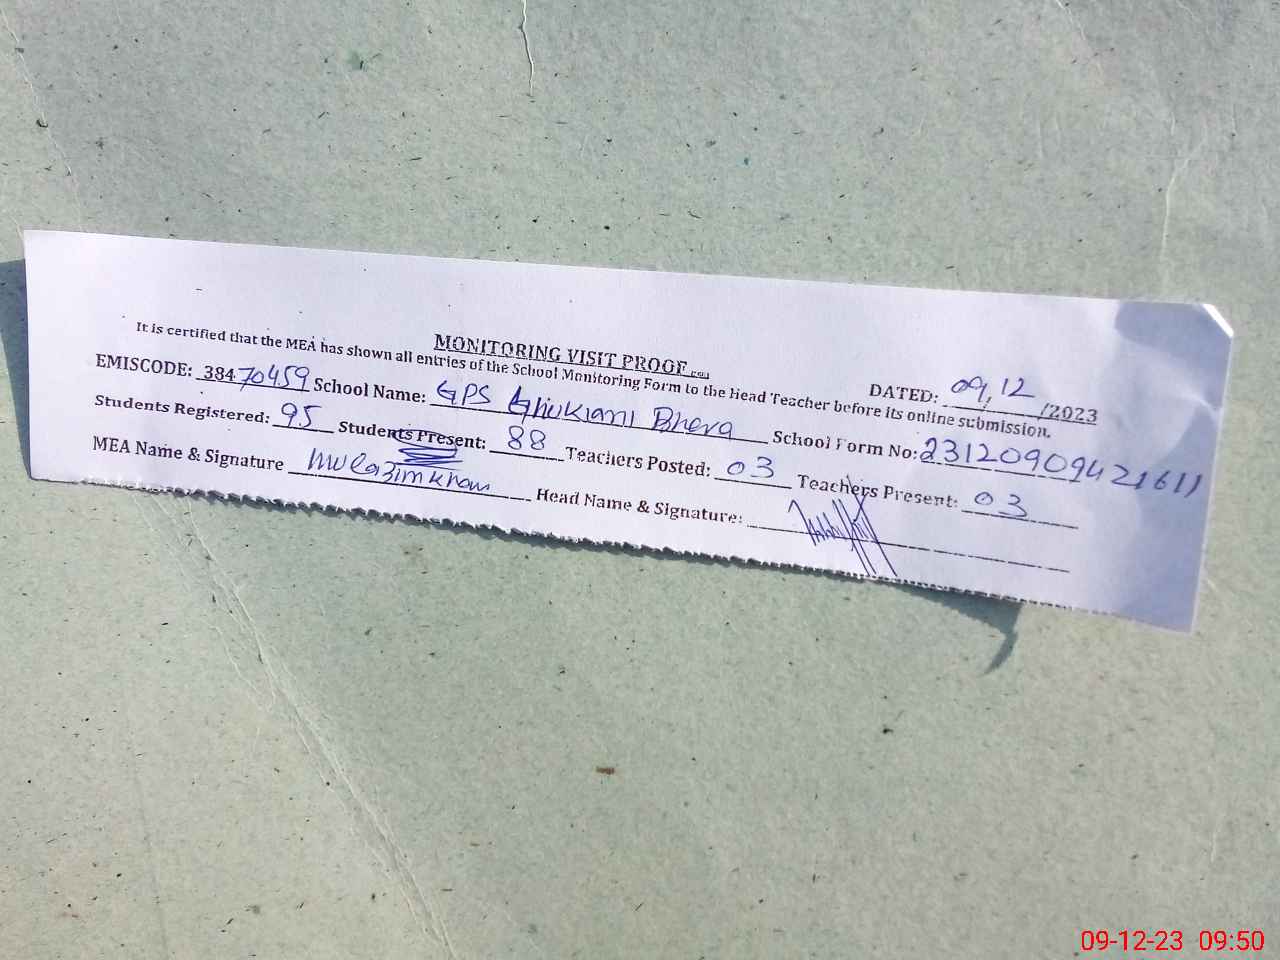 MONITORING VISIT PROOF
DATED: 09,12/2023
It is certified that the MEA has shown all entries of the School Monitoring Form to the Head Teacher before its online submission.
EMISCODE: 38470459 School Name: GPS Bhera School Form No: 23120909421611
Students Registered: 95 Students Present: 88 Teachers Posted: 03 Teachers Present: 03
MEA Name & Signature Mulazim Khan Head Name & Signature:
09-12-23 09:50